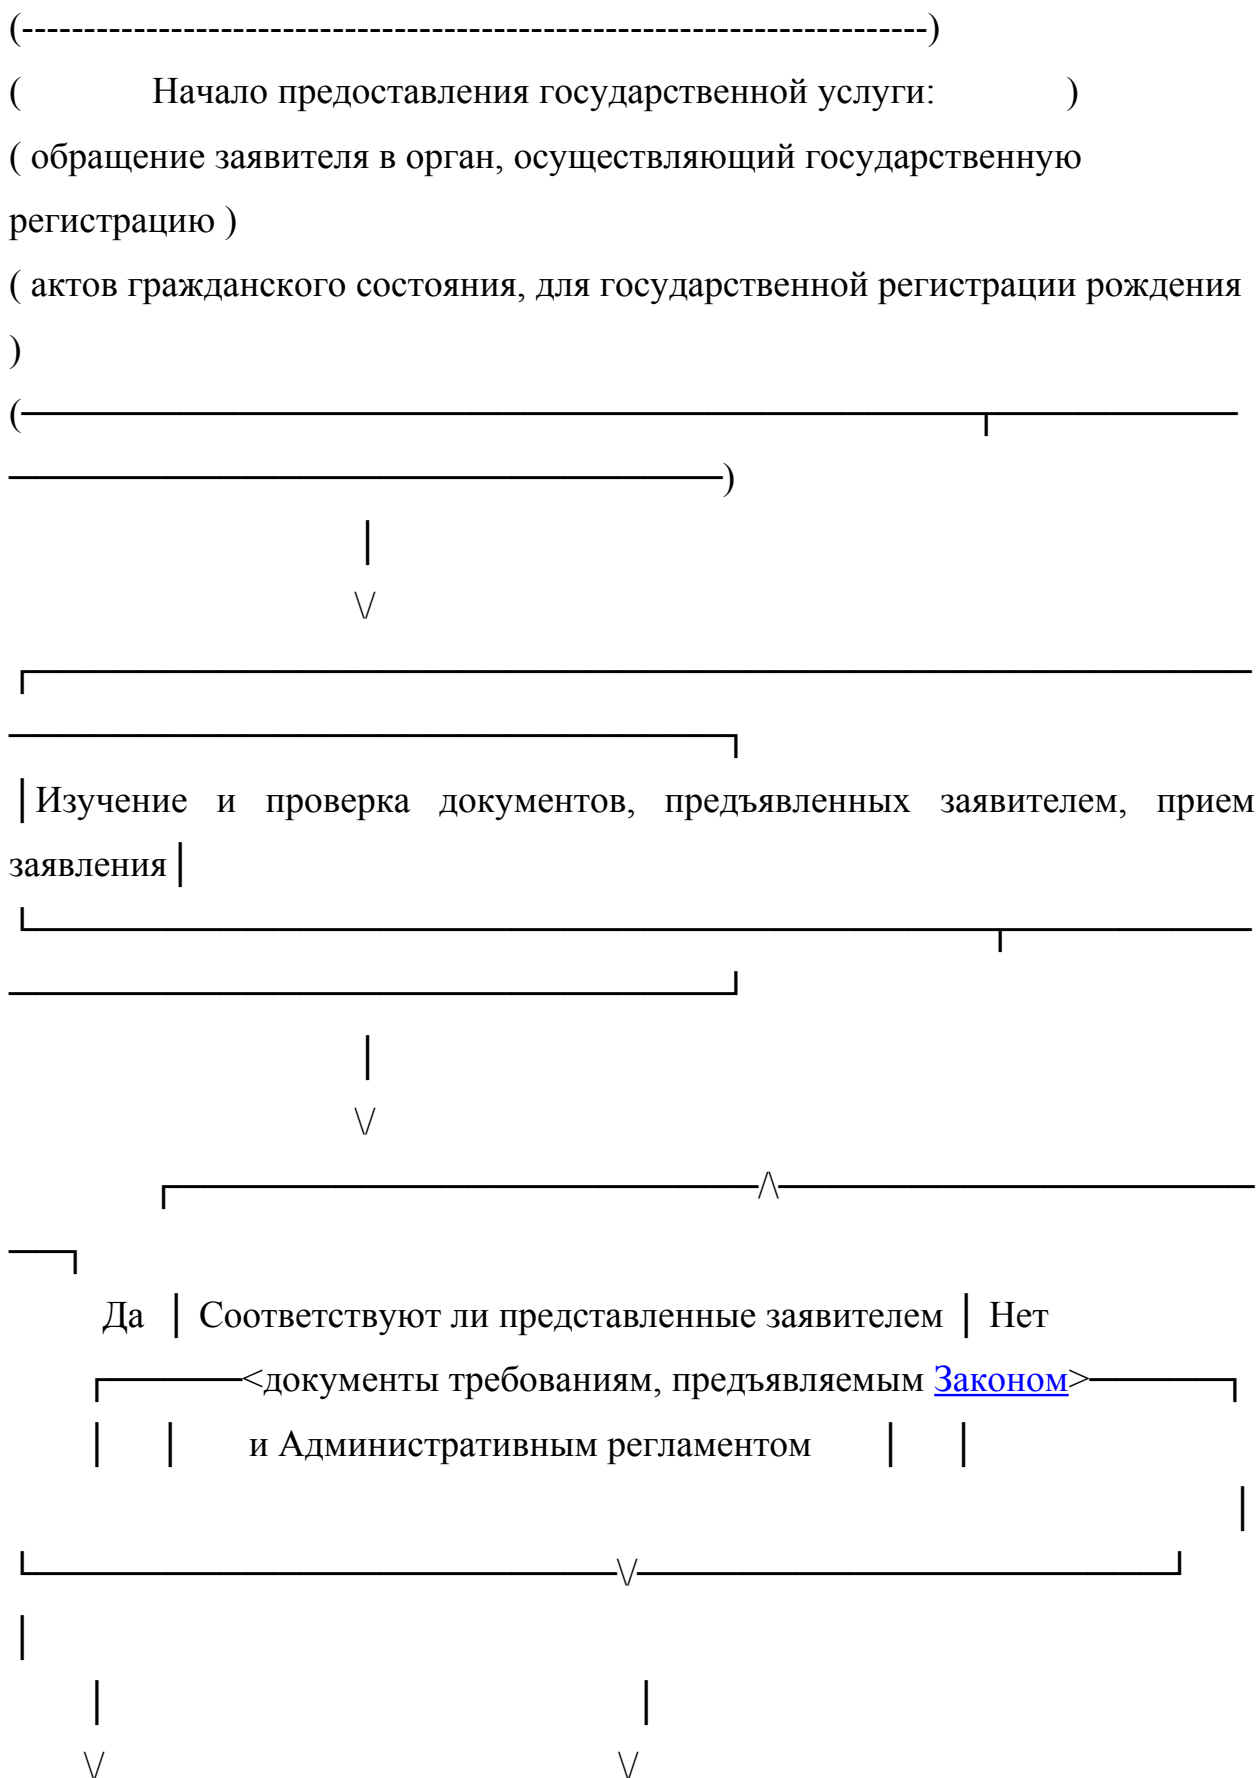 (-------------------------------------------------------------------------)
( Начало предоставления государственной услуги: )
( обращение заявителя в орган, осуществляющий государственную
регистрацию )
( актов гражданского состояния, для государственной регистрации рождения
)
(────────────────────────────────────┬─────────
───────────────────────────)
│
\/
┌──────────────────────────────────────────────
───────────────────────────┐
│Изучение и проверка документов, предъявленных заявителем, прием
заявления│
└────────────────────────────────────┬─────────
───────────────────────────┘
│
\/
┌──────────────────────/\──────────────────
──┐
Да │ Соответствуют ли представленные заявителем │ Нет
┌─────<документы требованиям, предъявляемым Законом>─────┐
│ │ и Административным регламентом │ │
│
└──────────────────────\/────────────────────┘
│
│ │
\/ \/